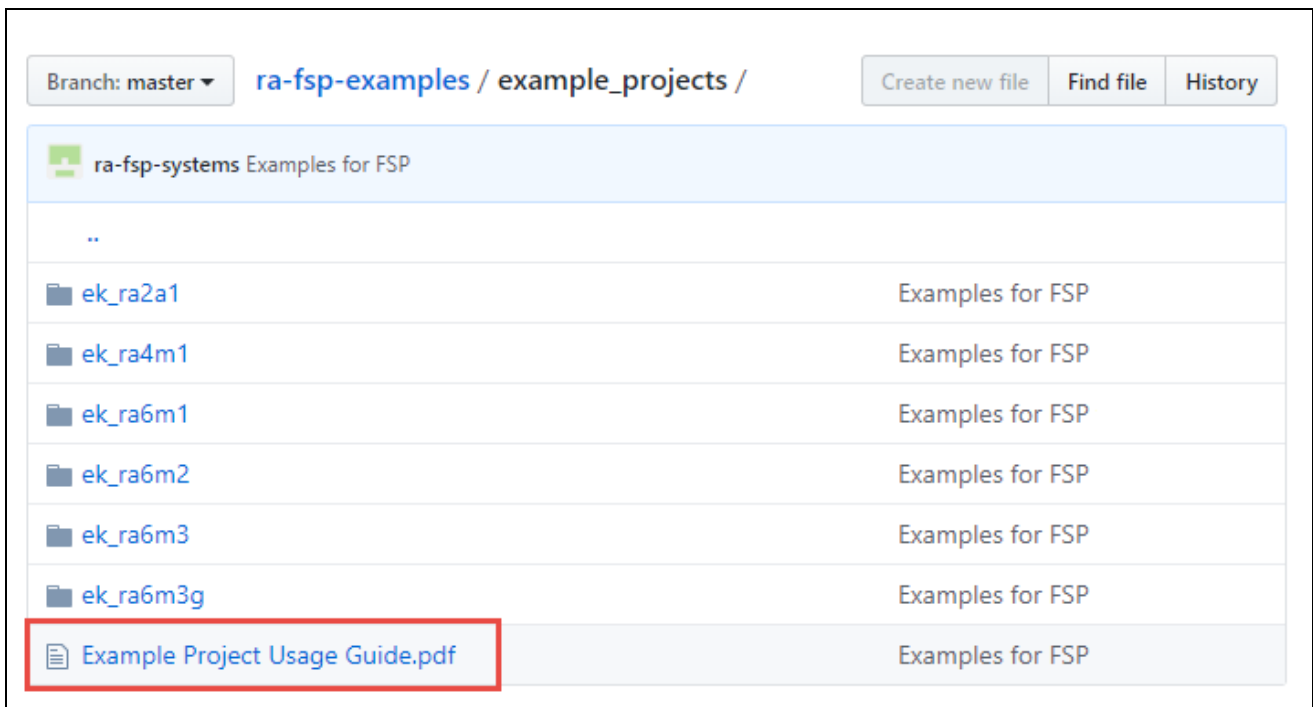 Branch: master ra-fsp-examples / example_projects / Create new file Find file History
ra-fsp-systems Examples for FSP
..
ek_ra2a1 Examples for FSP
ek_ra4m1 Examples for FSP
ek_ra6m1 Examples for FSP
ek_ra6m2 Examples for FSP
ek_ra6m3 Examples for FSP
ek_ra6m3g Examples for FSP
Example Project Usage Guide.pdf Examples for FSP